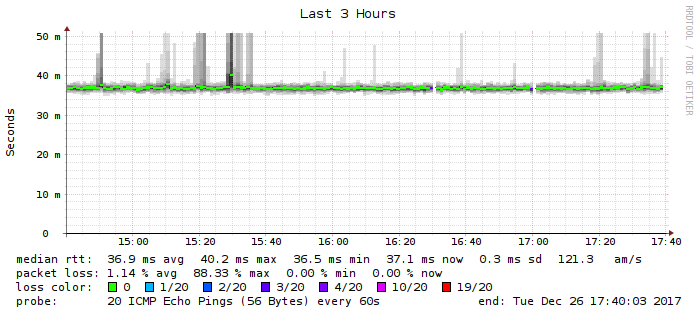 Last 3 Hours
RRDTOOL / TOBI OETIKER
Seconds
50 m
40 m
30 m
20 m
10 m
0
15:00 15:20 15:40 16:00 16:20 16:40 17:00 17:20 17:40
median rtt: 36.9 ms avg 40.2 ms max 36.5 ms min 37.1 ms now 0.3 ms sd 121.3 am/s
packet loss: 1.14 % avg 88.33 % max 0.00 % min 0.00 % now
loss color: 0 1/20 2/20 3/20 4/20 10/20 19/20
probe: 20 ICMP Echo Pings (56 Bytes) every 60s end: Tue Dec 26 17:40:03 2017